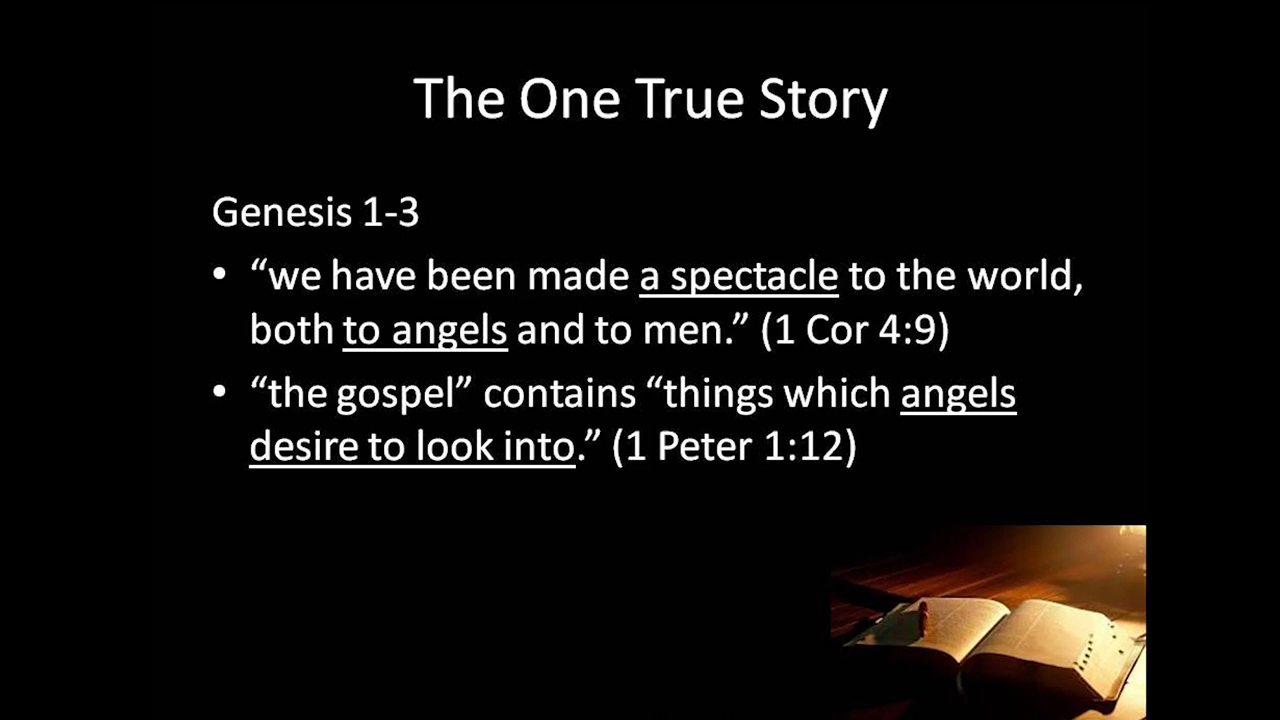 The One True Story
Genesis 1-3
• “we have been made a spectacle to the world,
both to angels and to men.” (1 Cor 4:9)
• “the gospel” contains “things which angels
desire to look into.” (1 Peter 1:12)